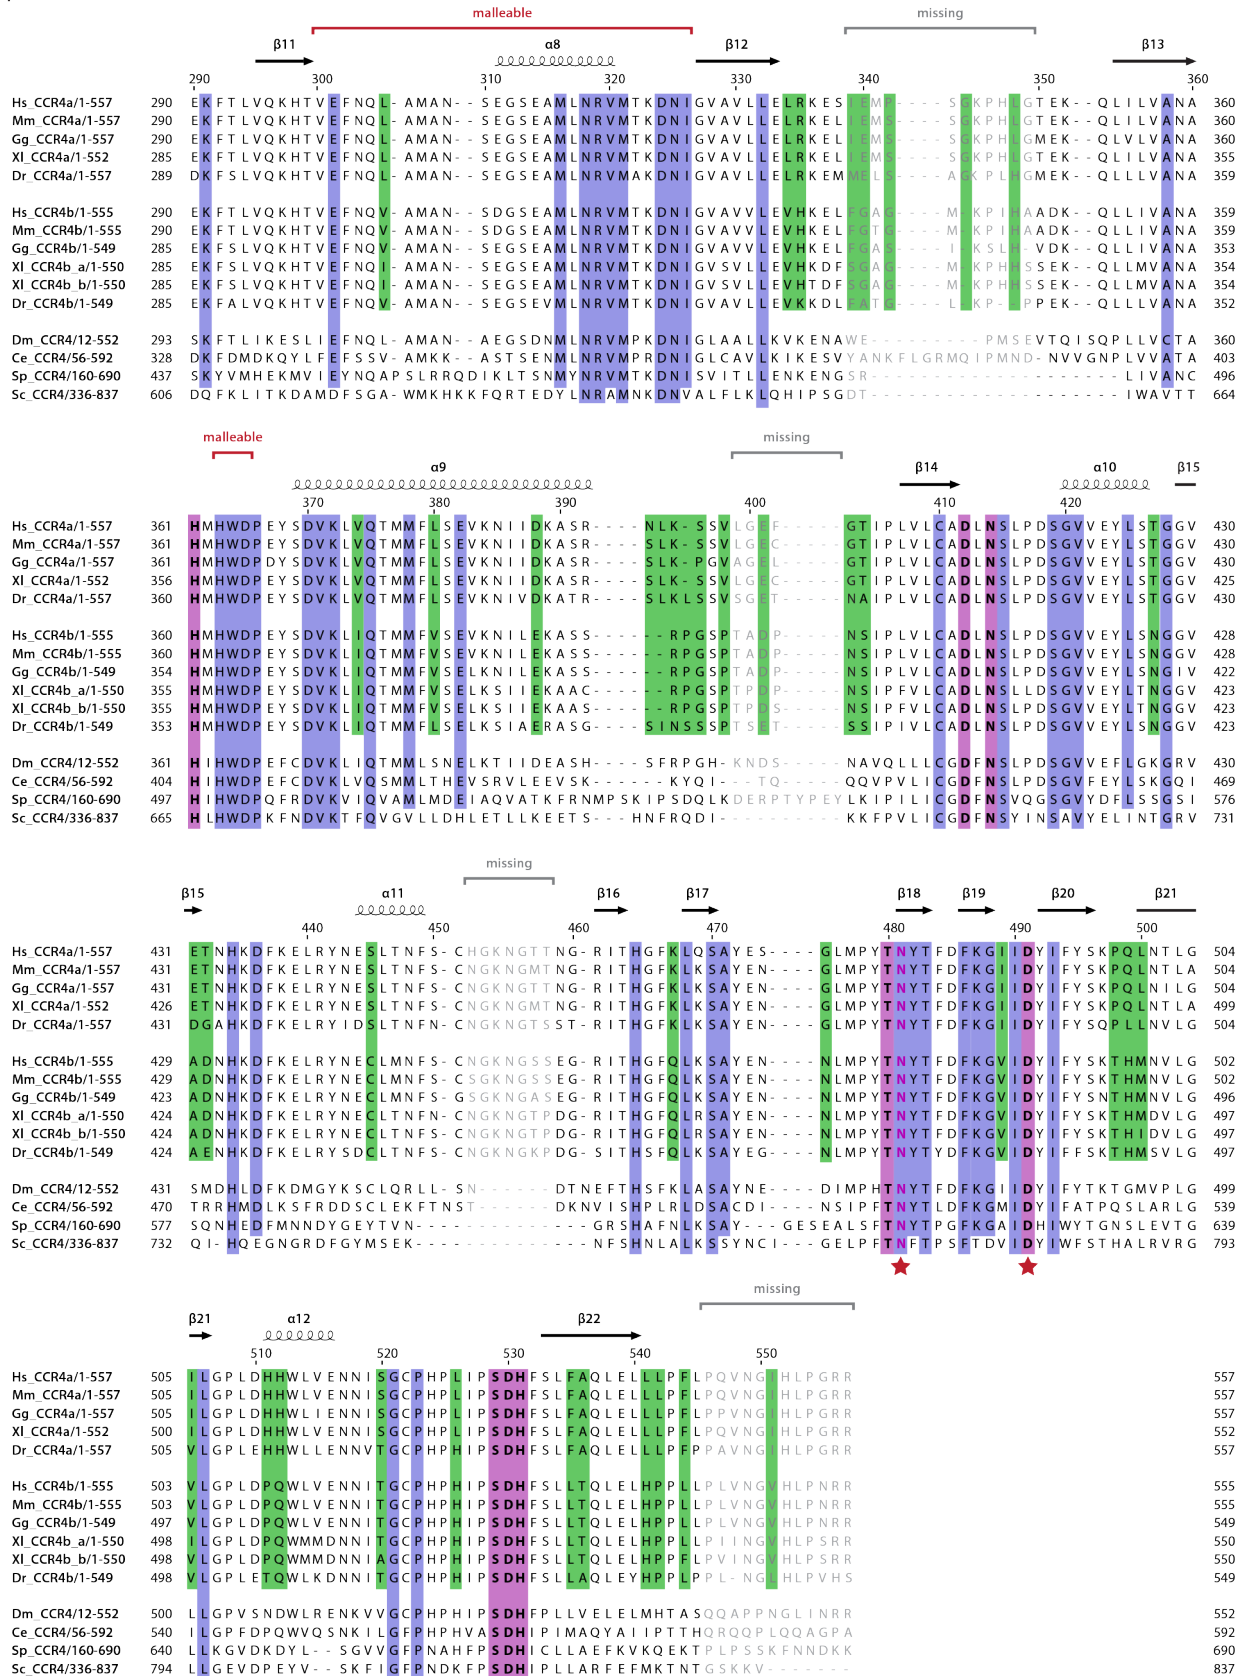 malleable missing
β11 α8 β12 β13
290 300 310 320 330 340 350 360
Hs_CCR4a/1-557 290 EKFTLVQKHTVEFNQL-AMAN--SEGSEAMLNRVMTKDNIGVAVLLELRKESIEMP----SGKPHLGTEK--QLILVANA 360
Mm_CCR4a/1-557 290 EKFTLVQKHTVEFNQL-AMAN--SEGSEAMLNRVMTKDNIGVAVLLELRKELIEMS----SGKPHLGTEK--QLILVANA 360
Gg_CCR4a/1-557 290 EKFTLVQKHTVEFNQL-AMAN--SEGSEAMLNRVMTKDNIGVAVLLELRKELIEMS----SGKPHLGMEK--QLVLVANA 360
Xl_CCR4a/1-552 285 EKFTLVQKHTVEFNQL-AMAN--SEGSEAMLNRVMTKDNIGVAVLLELRKELIEMS----SGKPHLGTEK--QLILVANA 355
Dr_CCR4a/1-557 289 DKFSLVQKHTVEFNQL-AMAN--SEGSEAMLNRVMAKDNIGVAVLLELRKEMMELS----AGKPLHGMEK--QLLLVANA 359
Hs_CCR4b/1-555 290 EKFTLVQKHTVEFNQV-AMAN--SDGSEAMLNRVMTKDNIGVAVVLEVHKELFGAG----M-KPIHAADK--QLLIVANA 359
Mm_CCR4b/1-555 290 EKFTLVQKHTVEFNQV-AMAN--SDGSEAMLNRVMTKDNIGVAVVLEVHKELFGTG----M-KPIHAADK--QLLIVANA 359
Gg_CCR4b/1-549 285 EKFSLVQKHTVEFNQV-AMAN--SEGSEAMLNRVMTKDNIGVAVLLEVHKELFGAS----I-KSLH-VDK--QLLIVANA 353
Xl_CCR4b_a/1-550 285 EKFSLVQKHTVEFNQI-AMAN--SEGSEAMLNRVMTKDNIGVSVLLEVHKDFSGAG----M-KPHHSSEK--QLLMVANA 354
Xl_CCR4b_b/1-550 285 EKFSLVQKHTVEFNQI-AMAN--SEGSEAMLNRVMTKDNIGVSVLLEVHTDFSGAG----M-KPHHSSEK--QLLMVANA 354
Dr_CCR4b/1-549 285 EKFALVQKHTVEFNQV-AMAN--SEGSEVMLNRVMTKDNIGVAVLLEVKKDLFATG----L-KP--PPEK--QLLLVANA 352
Dm_CCR4/12-552 293 SKFTLIKESLIEFNQL-AMAN--AEGSDNMLNRVMPKDNIGLAALLKVKENAWE----------PMSEVTQISQPLLVCTA 360
Ce_CCR4/56-592 328 DKFDMDKQYLFEFSSV-AMKK--ASTSENMLNRVMPRDNIGLCAVLKIKESVYANKFLGRMQIPMND-NVVGNPLVVATA 403
Sp_CCR4/160-690 437 SKYVMHEKMVIEYNQAPSLRRQDIKLTSNMYNRVMTKDNISVITLLENKENGSR--------------------LIVANC 496
Sc_CCR4/336-837 606 DQFKLITKDAMDFSGA-WMKHKKFQRTEDYLNRAMNKDNVALFLKLQHIPSGDT--------------------IWAVTT 664
malleable missing
α9 β14 α10 β15
370 380 390 400 410 420
Hs_CCR4a/1-557 361 HMHWDPEYSDVKLVQTMMFLSEVKNIIDKASR----NLK-SSVLGEF-----GTIPLVLCADLNSLPDSGVVEYLSTGGV 430
Mm_CCR4a/1-557 361 HMHWDPEYSDVKLVQTMMFLSEVKNIIDKASR----SLK-SSVLGEC-----GTIPLVLCADLNSLPDSGVVEYLSTGGV 430
Gg_CCR4a/1-557 361 HMHWDPDYSDVKLVQTMMFLSEVKNIIDKASR----SLK-PGVAGEL-----GTIPLVLCADLNSLPDSGVVEYLSTGGV 430
Xl_CCR4a/1-552 356 HMHWDPEYSDVKLVQTMMFLSEVKNIIDKASR----SLK-SSVSGEC-----GTIPLVLCADLNSLPDSGVVEYLSTGGV 425
Dr_CCR4a/1-557 360 HMHWDPEYSDVKLVQTMMFLSEVKNIVDKATR----SLKLSSVSGET-----NAIPLVLCADLNSLPDSGVVEYLSTGGV 430
Hs_CCR4b/1-555 360 HMHWDPEYSDVKLIQTMMFVSEVKNILEKASS------RPGSPTADP-----NSIPLVLCADLNSLPDSGVVEYLSNGGV 428
Mm_CCR4b/1-555 360 HMHWDPEYSDVKLIQTMMFVSEVKNILEKASS------RPGSPTADP-----NSIPLVLCADLNSLPDSGVVEYLSNGGV 428
Gg_CCR4b/1-549 354 HMHWDPEYSDVKLIQTMMFVSELKNILEKASS------RPGSPTADP-----NSIPLVLCADLNSLPDSGVVEYLSNGIV 422
Xl_CCR4b_a/1-550 355 HMHWDPEYSDVKLIQTMMFVSELKSIIEKAAC------RPGSPTPDP-----NSIPFVLCADLNSLLDSGVVEYLTNGGV 423
Xl_CCR4b_b/1-550 355 HMHWDPEYSDVKLIQTMMFVSELKSIIEKAAS------RPGSPTPDS-----NSIPFVLCADLNSLPDSGVVEYLTNGGV 423
Dr_CCR4b/1-549 353 HMHWDPEYSDVKLIQTMMFLSELKSIAERASG----SINSSPTSET-----SSIPIVLCADLNSLPDSGVVEYLSNGGV 423
Dm_CCR4/12-552 361 HIHWDPEFCDVKLIQTMMLSNELKTIIDEASH----SFRPGH-KNDS-----NAVQLLLCGDFNSLPDSGVVEFLGKGRV 430
Ce_CCR4/56-592 404 HIHWDPEFCDVKLVQSMMLTHEVSRVLEEVSK------KYQI---TQ-----QQVPVLICGDFNSLPDSGVFEYLSKGQI 469
Sp_CCR4/160-690 497 HIHWDPQFRDVKVIQVAMLMDEIAQVATKFRNMPSKIPSDQLKDERPTYPEYLKIPILICGDFNSVQGSGVYDFLSSGSI 576
Sc_CCR4/336-837 665 HLHWDPKFNDVKTFQVGVLLDHLETLLKEETS---HNFRQDI----------KKFPVLICGDFNSYINSAVYELINTGRV 731
missing
β15 α11 β16 β17 β18 β19 β20 β21
440 450 460 470 480 490 500
Hs_CCR4a/1-557 431 ETNHKDFKELRYNESLTNFS-CHGKNGTTNG-RITHGFKLQSAYES----GLMPYTNYTFDFKGIIDYIFYSKPQLNTLG 504
Mm_CCR4a/1-557 431 ETNHKDFKELRYNESLTNFS-CNGKNGMTNG-RITHGFKLKSAYEN----GLMPYTNYTFDFKGIIDYIFYSKPQLNTLG 504
Gg_CCR4a/1-557 431 ETNHKDFKELRYNESLTNFS-CNGKNGTTNG-RITHGFKLKSAYEN----GLMPYTNYTFDFKGIIDYIFYSKPQLNILG 504
Xl_CCR4a/1-552 426 ETNHKDFKELRYNESLTNFS-CNGKNGMTNG-RITHGFKLKSAYEN----GLMPYTNYTFDFKGIIDYIFYSKPQLNTLA 499
Dr_CCR4a/1-557 431 DGAHKDFKELRYIDSLTNFN-CNGKNGTSST-RITHGFKLKSAYEN----GLMPYTNYTFDFKGIIDYIFYSQPLLNVLG 504
Hs_CCR4b/1-555 429 ADNHKDFKELRYNECLMNFS-CNGKNGSSEG-RITHGFQLKSAYEN----NLMPYTNYTFDFKGVIDYIFYSKTHMNVLG 502
Mm_CCR4b/1-555 429 ADNHKDFKELRYNECLMNFS-CSGKNGSSEG-RITHGFQLKSAYEN----NLMPYTNYTFDFKGVIDYIFYSKTHMNVLG 502
Gg_CCR4b/1-549 423 ADNHKDFKELRYNECLMNFS-GSGKNGASEG-RITHGFQLKSAYEN----NLMPYTNYTFDFKGVIDYIFYSNTHMNVLG 496
Xl_CCR4b_a/1-550 424 ADNHKDFKELRYNECLTNFN-CNGKNGTPDG-RITHGFQLRSAYEN----NLMPYTNYTFDFKGVIDYIFYSKTHMDVLG 497
Xl_CCR4b_b/1-550 424 ADNHKDFKELRYNECLTNFS-CNGKNGTPDG-RITHGFQLRSAYEN----NLMPYTNYTFDFKGVIDYIFYSKTHIDVLG 497
Dr_CCR4b/1-549 424 AENHKDFKELRYSDCLTNFS-CNGKNGKPDG-SITHSFQLKSAYEG----NLMPYTNYTFDFKGVIDYIFYSKTHMSVLG 497
Dm_CCR4/12-552 431 SMDHLDFKDMGYKSCLQRLL-SN------DTNEFTHSFKLASAYNE----DIMPHTNYTFDFKGIIDYIFYTKTGMVPLG 499
Ce_CCR4/56-592 470 TRRHMDLKSFRDDSCLEKFTNST-------DKNVISHPLRLDSACDI----NSIPFTNYTLDFKGMIDYIFATPQSLARLG 539
Sp_CCR4/160-690 577 SQNHEDFMNNDYGEYTVN------------GRSHAFNLKSAY----GESEALSFTNYTPGFKGAIDHIWYTGNSLEVTG 639
Sc_CCR4/336-837 732 QI-HQEGNGRDFGYMSEK------------NFSHNLALKSSYNCI---GELPFTNFTPSFTDVIDYIWFSTHALRVRG 793
missing
β21 α12 β22
510 520 530 540 550
Hs_CCR4a/1-557 505 ILGPLDHHWLVENNISGCPHPLIPSDHFSLFAQLELLLPFLPQVNGIHLPGRR 557
Mm_CCR4a/1-557 505 ILGPLDHHWLVENNISGCPHPLIPSDHFSLFAQLELLLPFLPQVNGIHLPGRR 557
Gg_CCR4a/1-557 505 ILGPLDHHWLIENNISGCPHPLIPSDHFSLFAQLELLLPFLPPVNGIHLPGRR 557
Xl_CCR4a/1-552 500 ILGPLDHHWLVENNISGCPHPLIPSDHFSLFAQLELLLPFLPPVNGIHLPGRR 552
Dr_CCR4a/1-557 505 VLGPLEHHWLLENNVTGCPHPHIPSDHFSLFAQLELLLPFPPAVNGIHLPGRR 557
Hs_CCR4b/1-555 503 VLGPLDPQWLVENNITGCPHPHIPSDHFSLLTQLELHPPLLPLVNGVHLPNRR 555
Mm_CCR4b/1-555 503 VLGPLDPQWLVENNITGCPHPHIPSDHFSLLTQLELHPPLLPLVNGVHLPNRR 555
Gg_CCR4b/1-549 497 VLGPLDPQWLVENNITGCPHPHIPSDHFSLLTQLELHPPLLPLVNGVHLPNRR 549
Xl_CCR4b_a/1-550 498 ILGPLDPQWMMDNNITGCPHPHIPSDHFSLLTQLELHPPLLPIINGVHLPSRR 550
Xl_CCR4b_b/1-550 498 VLGPLDPQWMMDNNIAGCPHPHIPSDHFSLLTQLELHPPFLPVINGVHLPSRR 550
Dr_CCR4b/1-549 498 VLGPLETQWLKDNNITGCPHPHIPSDHFSLLAQLEYHPPLPPL-NGLHLPVHS 549
Dm_CCR4/12-552 500 LLGPVSNDWLRENKVVGCPHPHIPSDHFPLLVELELMHTASQQAPPNGLINRR 552
Ce_CCR4/56-592 540 ILGPFDPQWVQSNKILGFPHPHVASDHIPIMAQYAIIPTTHQRQQPLQNNAGPA 592
Sp_CCR4/160-690 640 LLKGVDKDYL--SGVVGFPNAHFPSDHICLLAEFKVKQEKTPLPSSKFNNDKK 690
Sc_CCR4/336-837 794 LLGEVDPEYV--SKFIGFPNDKFPSDHIPLLARFEFMKTNTGSKKV------- 837